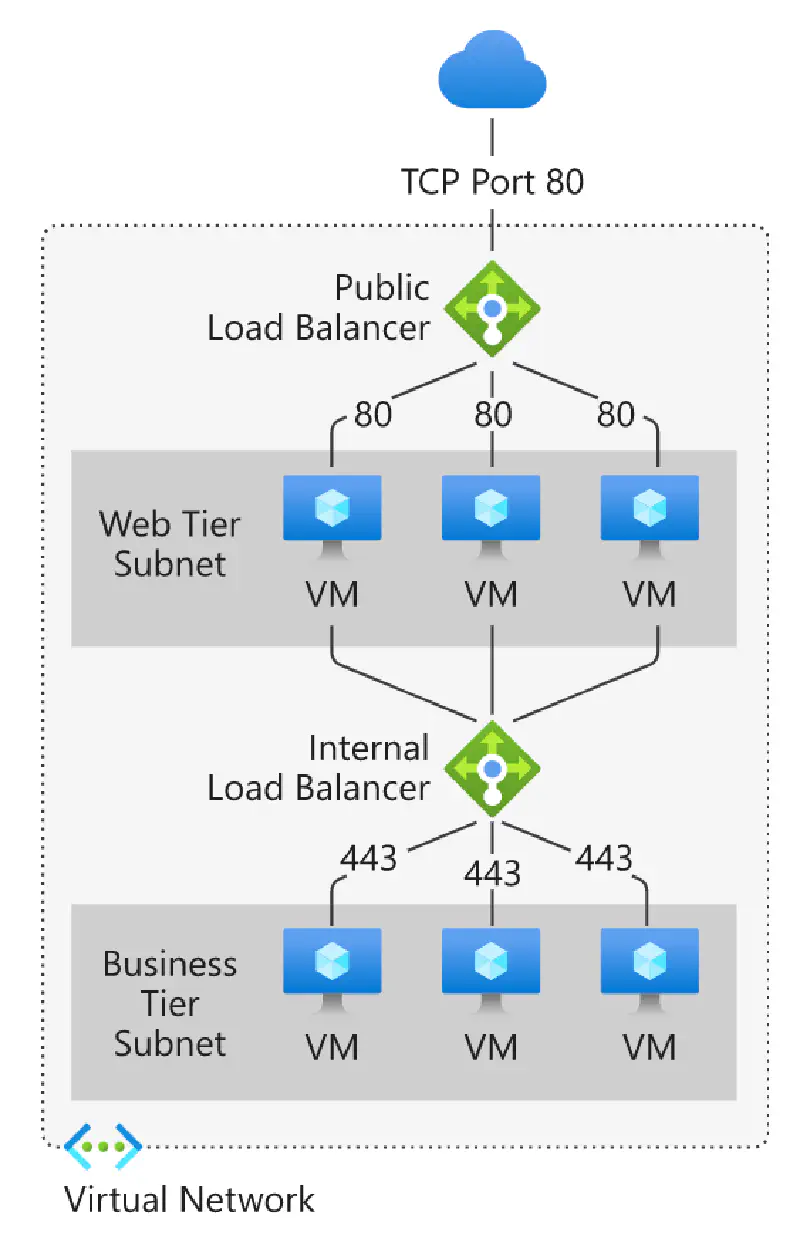 TCP Port 80
Public
Load Balancer
80
80
80
Web Tier
Subnet
VM
VM
VM
Internal
Load Balancer
443
443
443
Business
Tier
Subnet
VM
VM
VM
Virtual Network